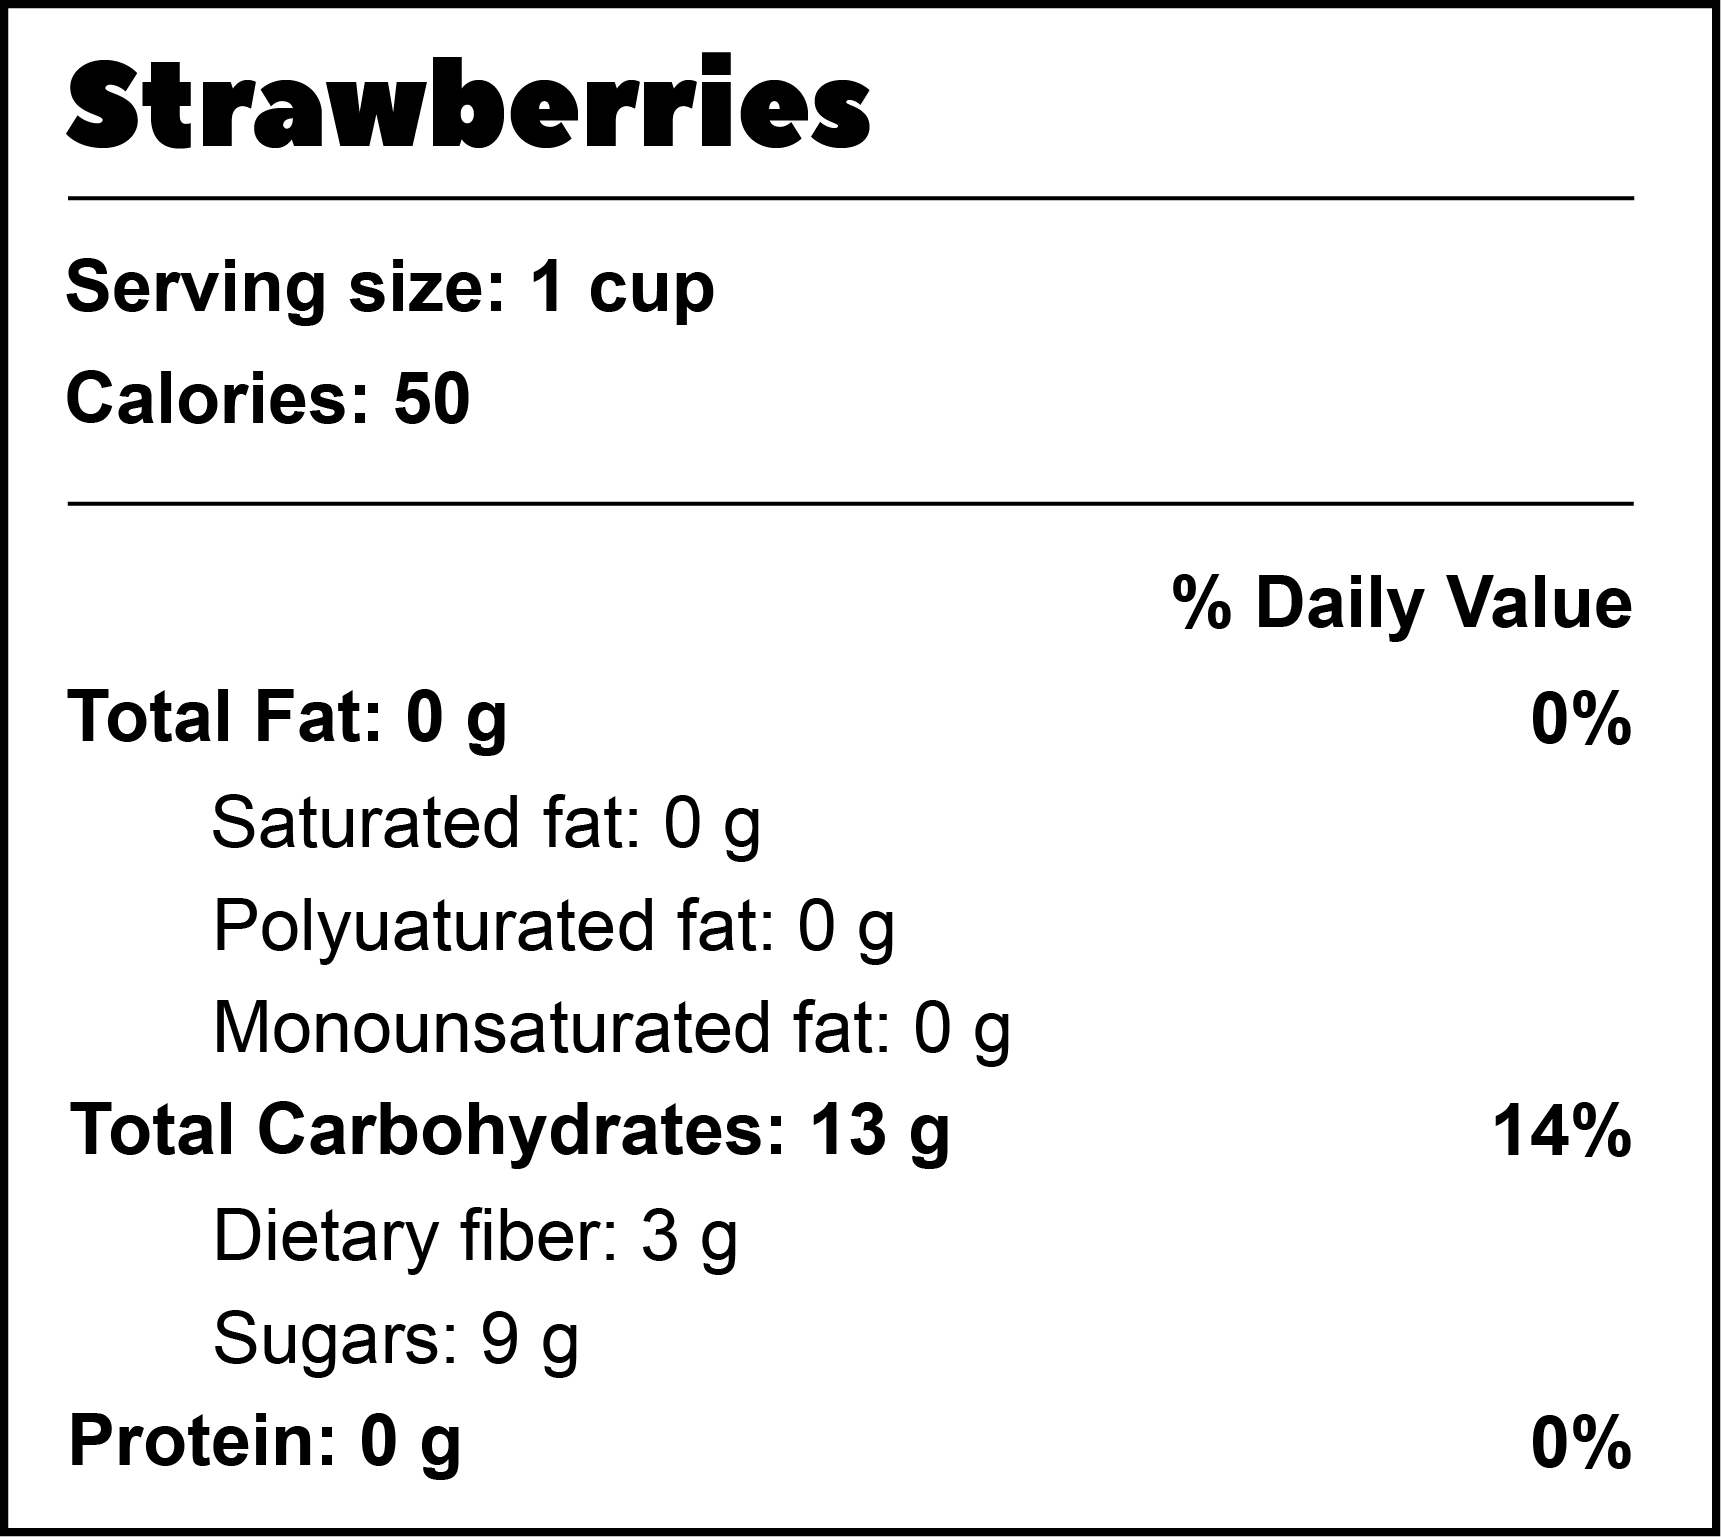 Strawberries
Serving size: 1 cup
Calories: 50
% Daily Value
Total Fat: 0 g 0%
Saturated fat: 0 g
Polyuaturated fat: 0 g
Monounsaturated fat: 0 g
Total Carbohydrates: 13 g 14%
Dietary fiber: 3 g
Sugars: 9 g
Protein: 0 g 0%